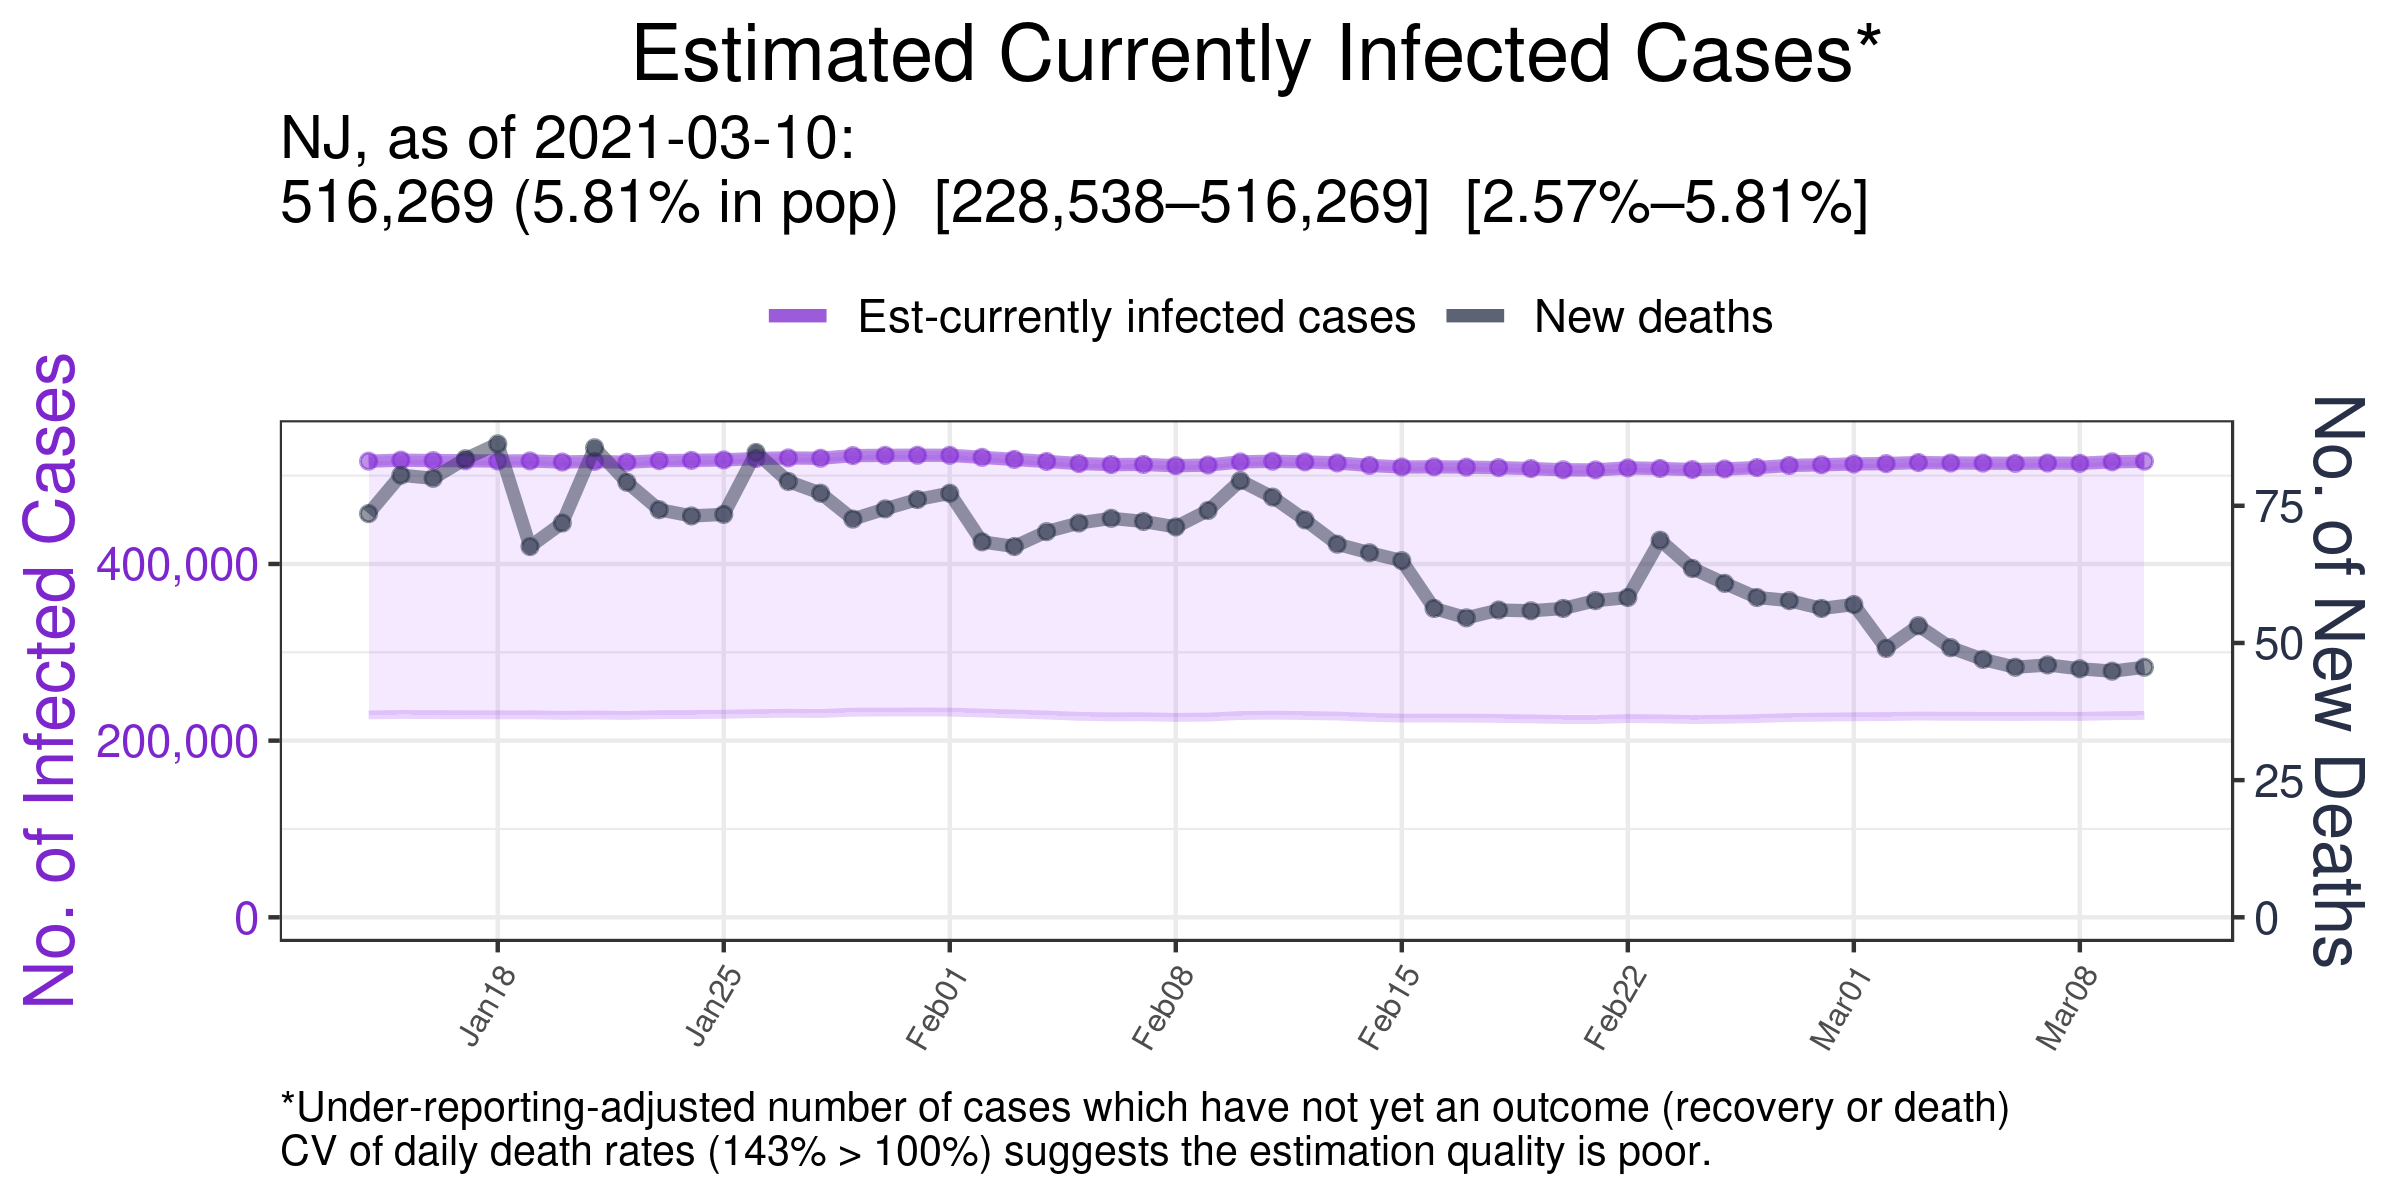 Estimated Currently Infected Cases*
NJ, as of 2021-03-10:
516,269 (5.81% in pop)  [228,538–516,269]  [2.57%–5.81%]
Est-currently infected cases
New deaths
No. of Infected Cases
400,000
200,000
0
No. of New Deaths
75
50
25
0
Jan18
Jan25
Feb01
Feb08
Feb15
Feb22
Mar01
Mar08
*Under-reporting-adjusted number of cases which have not yet an outcome (recovery or death)
CV of daily death rates (143% > 100%) suggests the estimation quality is poor.